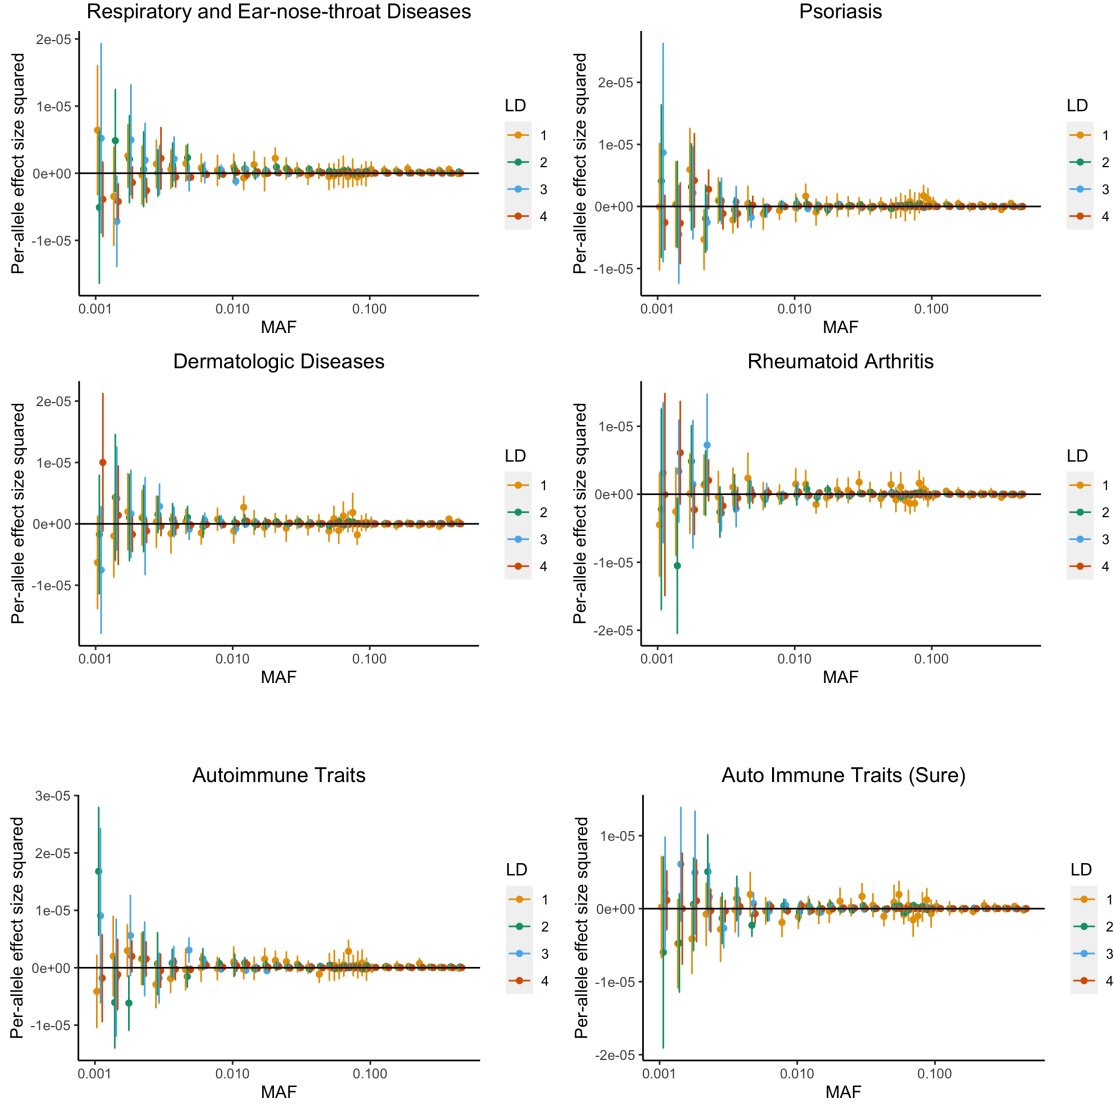 Respiratory and Ear-nose-throat Diseases
Per-allele effect size squared
2e-05
1e-05
0e+00
-1e-05
0.001
0.010
0.100
MAF
LD
1
2
3
4
Psoriasis
Per-allele effect size squared
2e-05
1e-05
0e+00
-1e-05
0.001
0.010
0.100
MAF
LD
1
2
3
4
Dermatologic Diseases
Per-allele effect size squared
2e-05
1e-05
0e+00
-1e-05
0.001
0.010
0.100
MAF
LD
1
2
3
4
Rheumatoid Arthritis
Per-allele effect size squared
1e-05
0e+00
-1e-05
-2e-05
0.001
0.010
0.100
MAF
LD
1
2
3
4
Autoimmune Traits
Per-allele effect size squared
3e-05
2e-05
1e-05
0e+00
-1e-05
0.001
0.010
0.100
MAF
LD
1
2
3
4
Auto Immune Traits (Sure)
Per-allele effect size squared
1e-05
0e+00
-1e-05
-2e-05
0.001
0.010
0.100
MAF
LD
1
2
3
4